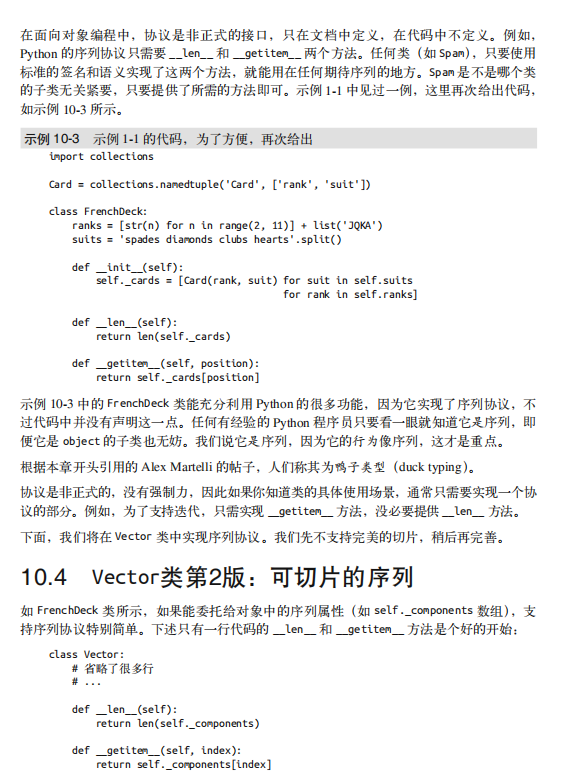 在面向对象编程中，协议是非正式的接口，只在文档中定义，在代码中不定义。例如，
Python 的序列协议只需要 __len__ 和 __getitem__ 两个方法。任何类（如 Spam），只要使用
标准的签名和语义实现了这两个方法，就能用在任何期待序列的地方。Spam 是不是哪个类
的子类无关紧要，只要提供了所需的方法即可。示例 1-1 中见过一例，这里再次给出代码，
如示例 10-3 所示。
示例 10-3　示例 1-1 的代码，为了方便，再次给出
import collections
Card = collections.namedtuple('Card', ['rank', 'suit'])
class FrenchDeck:
    ranks = [str(n) for n in range(2, 11)] + list('JQKA')
    suits = 'spades diamonds clubs hearts'.split()
    def __init__(self):
        self._cards = [Card(rank, suit) for suit in self.suits
                                        for rank in self.ranks]
    def __len__(self):
        return len(self._cards)
    def __getitem__(self, position):
        return self._cards[position]
示例 10-3 中的 FrenchDeck 类能充分利用 Python 的很多功能，因为它实现了序列协议，不
过代码中并没有声明这一点。任何有经验的 Python 程序员只要看一眼就知道它是序列，即
便它是 object 的子类也无妨。我们说它是序列，因为它的行为像序列，这才是重点。
根据本章开头引用的 Alex Martelli 的帖子，人们称其为鸭子类型（duck typing）。
协议是非正式的，没有强制力，因此如果你知道类的具体使用场景，通常只需要实现一个协
议的部分。例如，为了支持迭代，只需实现 __getitem__ 方法，没必要提供 __len__ 方法。
下面，我们将在 Vector 类中实现序列协议。我们先不支持完美的切片，稍后再完善。
10.4　Vector类第2版：可切片的序列
如 FrenchDeck 类所示，如果能委托给对象中的序列属性（如 self._components 数组），支
持序列协议特别简单。下述只有一行代码的 __len__ 和 __getitem__ 方法是个好的开始：
class Vector:
    # 省略了很多行
    # ...
    def __len__(self):
        return len(self._components)
    def __getitem__(self, index):
        return self._components[index]